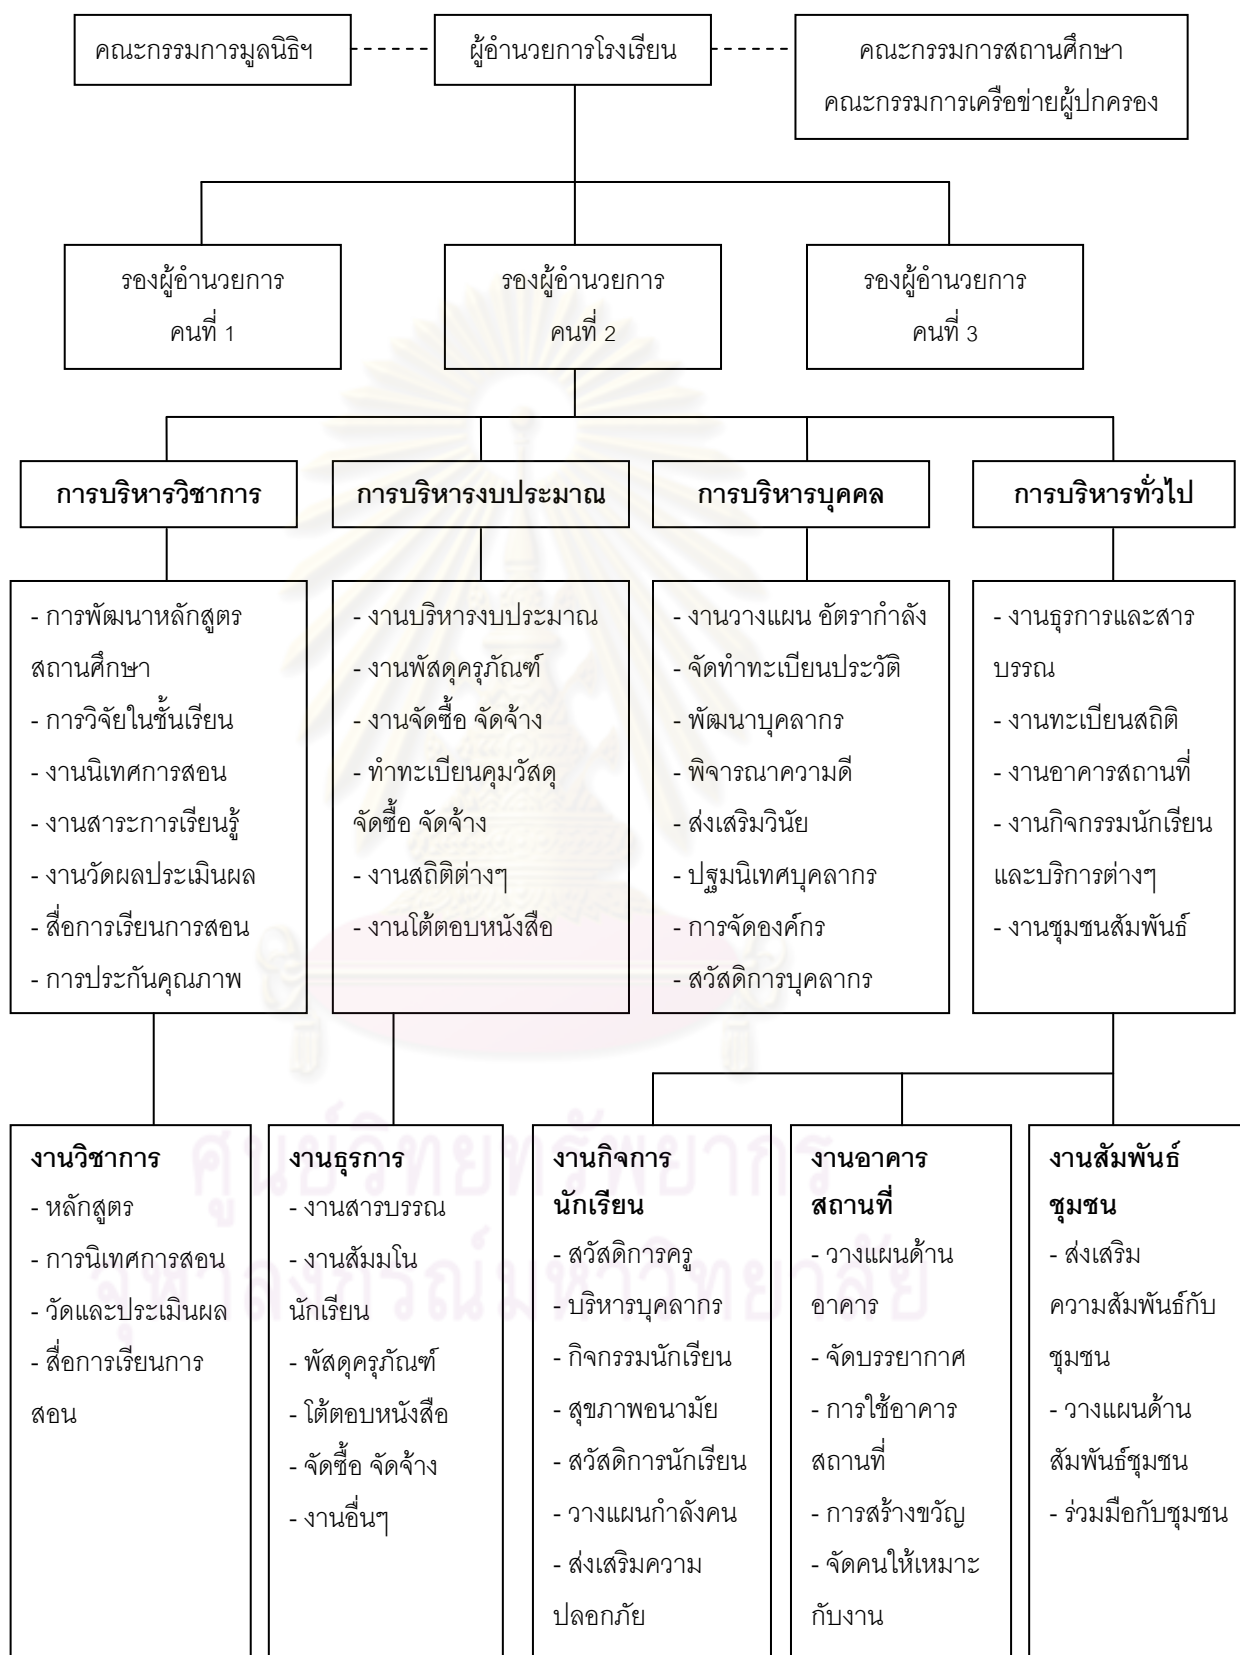 คณะกรรมการมูลนิธิฯ
ผู้อำนวยการโรงเรียน
คณะกรรมการสถานศึกษา
คณะกรรมการเครือข่ายผู้ปกครอง
รองผู้อำนวยการ
คนที่ 1
รองผู้อำนวยการ
คนที่ 2
รองผู้อำนวยการ
คนที่ 3
การบริหารวิชาการ
การบริหารงบประมาณ
การบริหารบุคคล
การบริหารทั่วไป
- การพัฒนาหลักสูตร
สถานศึกษา
- การวิจัยในชั้นเรียน
- งานนิเทศการสอน
- งานสาระการเรียนรู้
- งานวัดผลประเมินผล
- สื่อการเรียนการสอน
- การประกันคุณภาพ
- งานบริหารงบประมาณ
- งานพัสดุครุภัณฑ์
- งานจัดซื้อ จัดจ้าง
- ทำทะเบียนคุมวัสดุ
จัดซื้อ จัดจ้าง
- งานสถิติต่างๆ
- งานโต้ตอบหนังสือ
- งานวางแผน อัตรากำลัง
- จัดทำทะเบียนประวัติ
- พัฒนาบุคลากร
- พิจารณาความดี
- ส่งเสริมวินัย
- ปฐมนิเทศบุคลากร
- การจัดองค์กร
- สวัสดิการบุคลากร
- งานธุรการและสาร
บรรณ
- งานทะเบียนสถิติ
- งานอาคารสถานที่
- งานกิจกรรมนักเรียน
และบริการต่างๆ
- งานชุมชนสัมพันธ์
งานวิชาการ
- หลักสูตร
- การนิเทศการสอน
- วัดและประเมินผล
- สื่อการเรียนการ
สอน
งานธุรการ
- งานสารบรรณ
- งานสัมมโน
นักเรียน
- พัสดุครุภัณฑ์
- โต้ตอบหนังสือ
- จัดซื้อ จัดจ้าง
- งานอื่นๆ
งานกิจการ
นักเรียน
- สวัสดิการครู
- บริหารบุคลากร
- กิจกรรมนักเรียน
- สุขภาพอนามัย
- สวัสดิการนักเรียน
- วางแผนกำลังคน
- ส่งเสริมความ
ปลอกภัย
งานอาคาร
สถานที่
- วางแผนด้าน
อาคาร
- จัดบรรยากาศ
- การใช้อาคาร
สถานที่
- การสร้างขวัญ
- จัดคนให้เหมาะ
กับงาน
งานสัมพันธ์
ชุมชน
- ส่งเสริม
ความสัมพันธ์กับ
ชุมชน
- วางแผนด้าน
สัมพันธ์ชุมชน
- ร่วมมือกับชุมชน
ศูนย์วิทยทรัพยากร
จุฬาลงกรณ์มหาวิทยาลัย